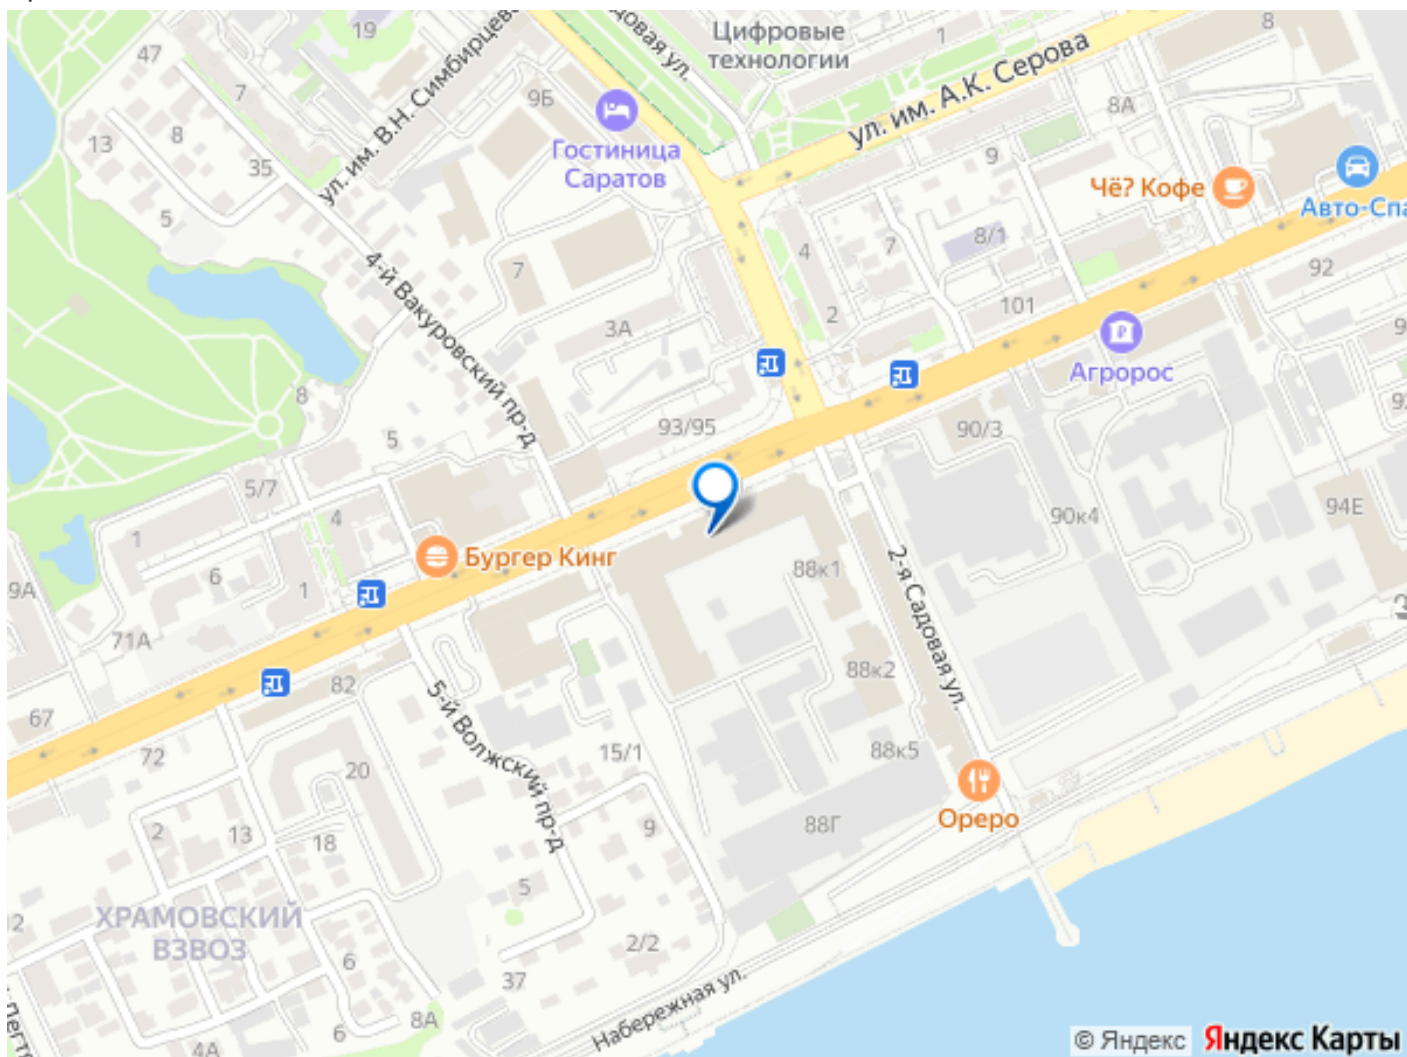 19
47
7
13
8
35
5
ул. им. В.Н. Симбирцева
9Б
Гостиница
Саратов
Цифровые
технологии
1
8
ул. им. А.К. Серова
8А
9
Чё? Кофе
Авто-Спа
4-й Вакуровский пр-д
7
3А
4
7
8/1
2
101
92
Агророс
8
5
93/95
90/3
90к4
94Е
5/7
1
4
6
1
Бургер Кинг
88к1
2-я Садовая ул.
71А
9А
82
88к2
67
72
5-й Волжский пр-д
15/1
88к5
20
Ореро
88Г
2
13
18
9
5
ХРАМОВСКИЙ
ВЗВОЗ
2/2
6
37
Набережная ул.
6
8А
4А
© Яндекс Яндекс Карты